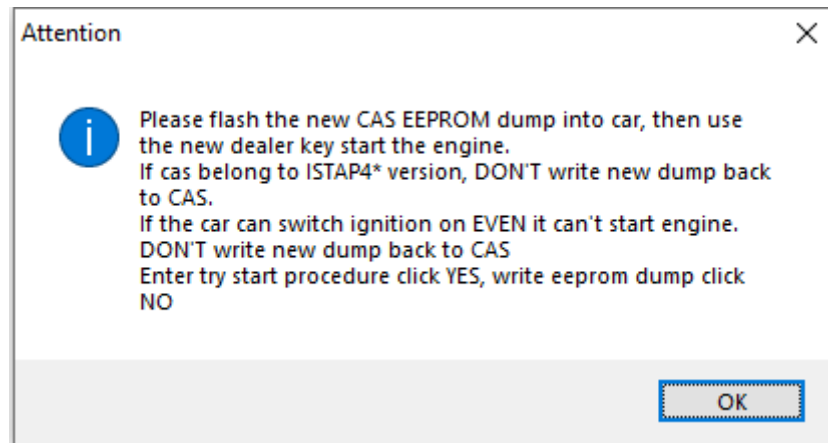 Attention
Please flash the new CAS EEPROM dump into car, then use
the new dealer key start the engine.
If cas belong to ISTAP4* version, DON'T write new dump back
to CAS.
If the car can switch ignition on EVEN it can't start engine.
DON'T write new dump back to CAS
Enter try start procedure click YES, write eeprom dump click
NO
OK